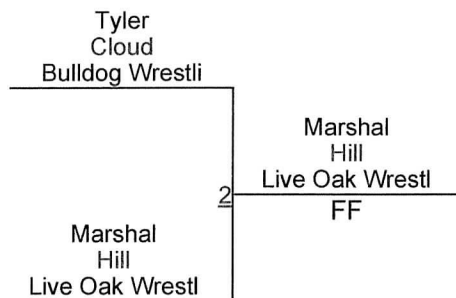 Tyler
Cloud
Bulldog Wrestli
Marshal
Hill
Live Oak Wrestl
2
FF
Marshal
Hill
Live Oak Wrestl